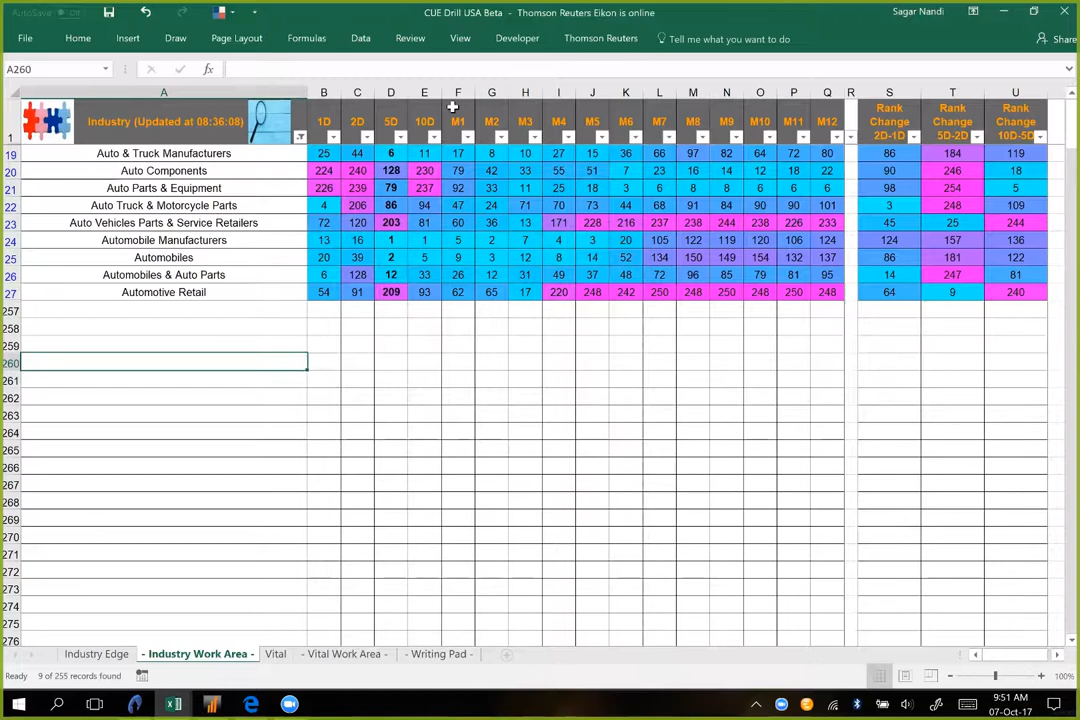 AutoSave
CUE Drill USA Beta - Thomson Reuters Eikon is online
Sagar Nandi
File Home Insert Draw Page Layout Formulas Data Review View Developer Thomson Reuters Tell me what you want to do Share
A260 fx
A B C D E F G H I J K L M N O P Q R S T U
1 Industry (Updated at 08:36:08) 1D 2D 5D 10D M1 M2 M3 M4 M5 M6 M7 M8 M9 M10 M11 M12 Rank Change 2D-1D Rank Change 5D-2D Rank Change 10D-5D
19 Auto & Truck Manufacturers 25 44 6 11 17 8 10 27 15 36 66 97 82 64 72 80 86 184 119
20 Auto Components 224 240 128 230 79 42 33 55 51 7 23 16 14 12 18 22 90 246 18
21 Auto Parts & Equipment 226 239 79 237 92 33 11 25 18 3 6 8 8 6 6 6 98 254 5
22 Auto Truck & Motorcycle Parts 4 206 86 94 47 24 71 70 73 44 68 91 84 90 90 101 3 248 109
23 Auto Vehicles Parts & Service Retailers 72 120 203 81 60 36 13 171 228 216 237 238 244 238 226 233 45 25 244
24 Automobile Manufacturers 13 16 1 1 5 2 7 4 3 20 105 122 119 120 106 124 124 157 136
25 Automobiles 20 39 2 5 9 3 12 8 14 52 134 150 149 154 132 137 86 181 122
26 Automobiles & Auto Parts 6 128 12 33 26 12 31 49 37 48 72 96 85 79 81 95 14 247 81
27 Automotive Retail 54 91 209 93 62 65 17 220 248 242 250 248 250 248 250 248 64 9 240
257
258
259
260
261
262
263
264
265
266
267
268
269
270
271
272
273
274
275
276
Industry Edge - Industry Work Area - Vital - Vital Work Area - - Writing Pad -
Ready 9 of 255 records found 100%
9:51 AM
07-Oct-17